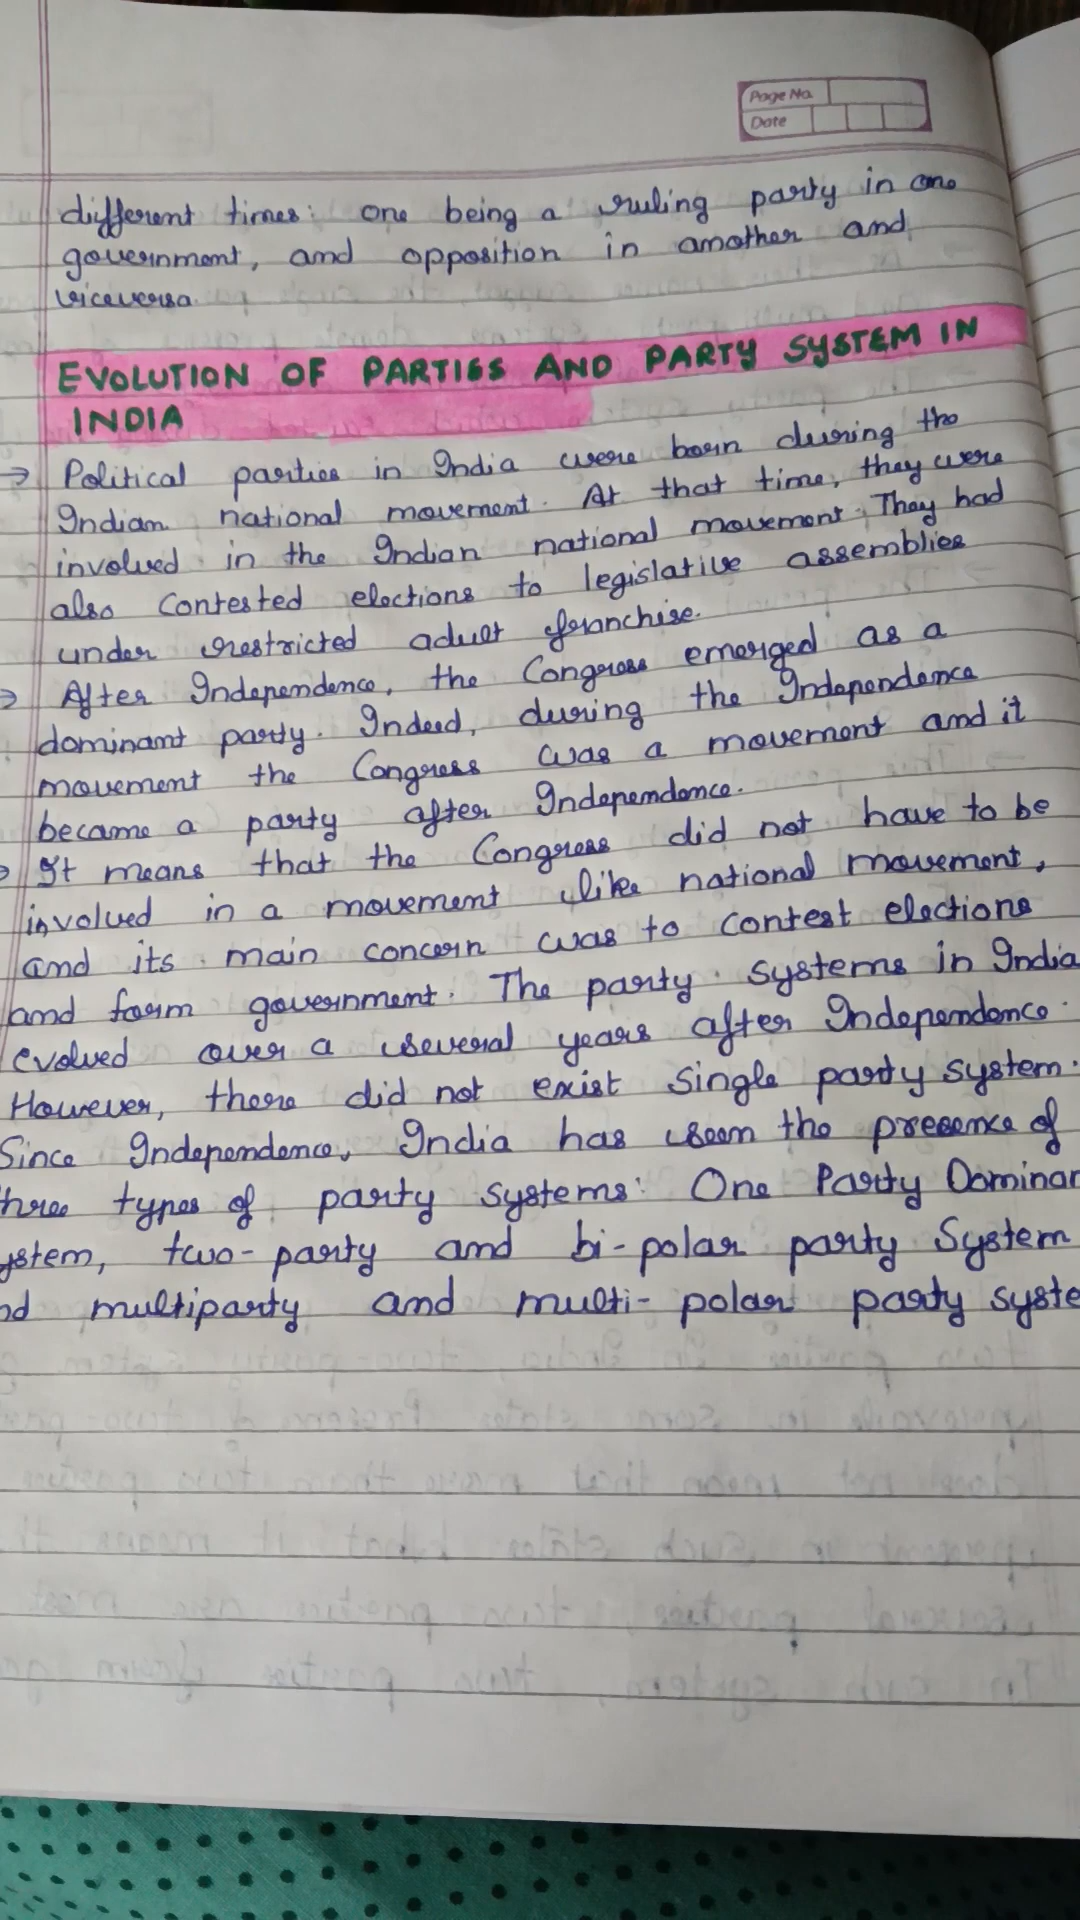 Page No
Date
different times: one being a ruling party in one
government, and opposition in another and
viceversa.
EVOLUTION OF PARTIES AND PARTY SYSTEM IN
INDIA
→ Political parties in India were born during the
Indian national movement. At that time, they were
involved in the Indian national movement. They had
also contested elections to legislative assemblies
under restricted adult franchise.
→ After Independence, the Congress emerged as a
dominant party. Indeed, during the Independence
movement the Congress was a movement and it
became a party after Independence.
→ It means that the Congress did not have to be
involved in a movement like national movement,
and its main concern was to contest elections
and form government. The party systems in India
evolved over a several years after Independence.
However, there did not exist single party system.
Since Independence, India has seen the presence of
hree types of party systems: One Party Dominan
ystem, two-party and bi-polar party System
nd multiparty and multi-polar party syste